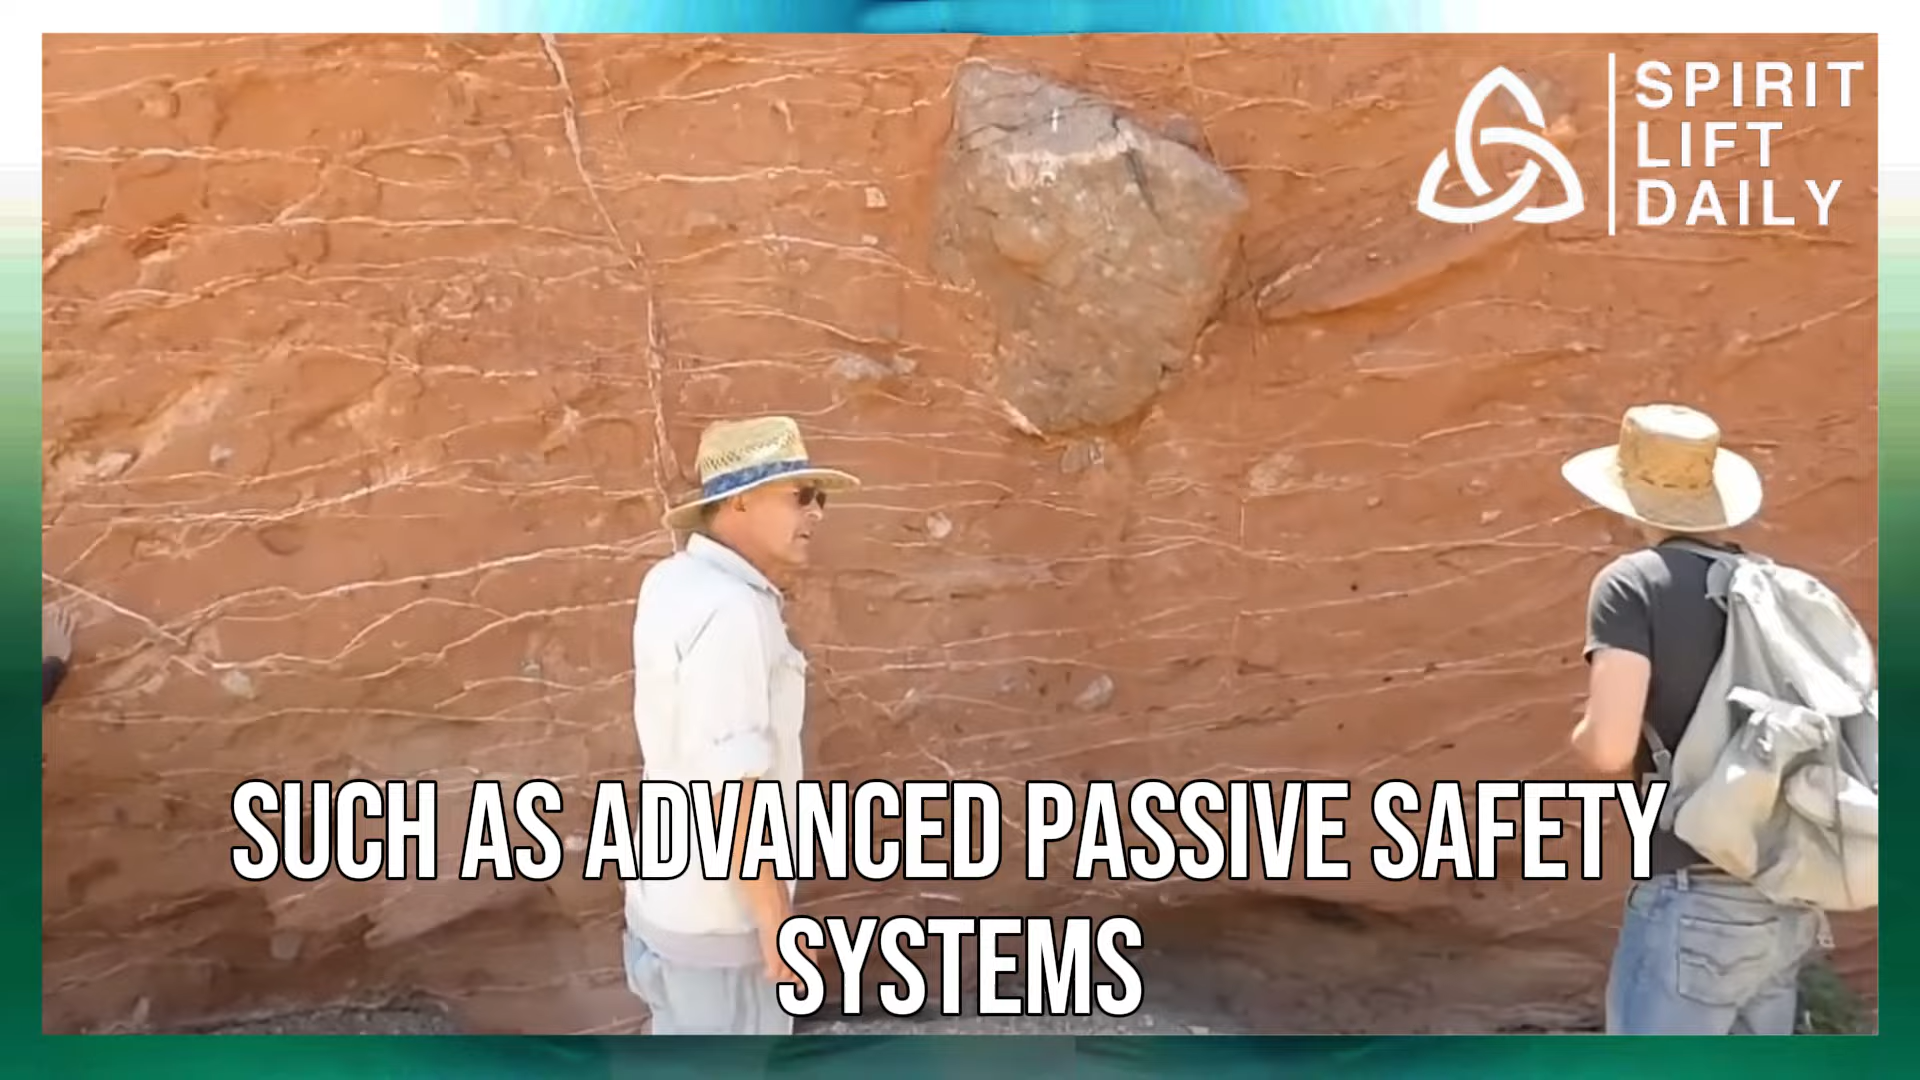 SPIRIT
LIFT
DAILY
SUCH AS ADVANCED PASSIVE SAFETY
SYSTEMS